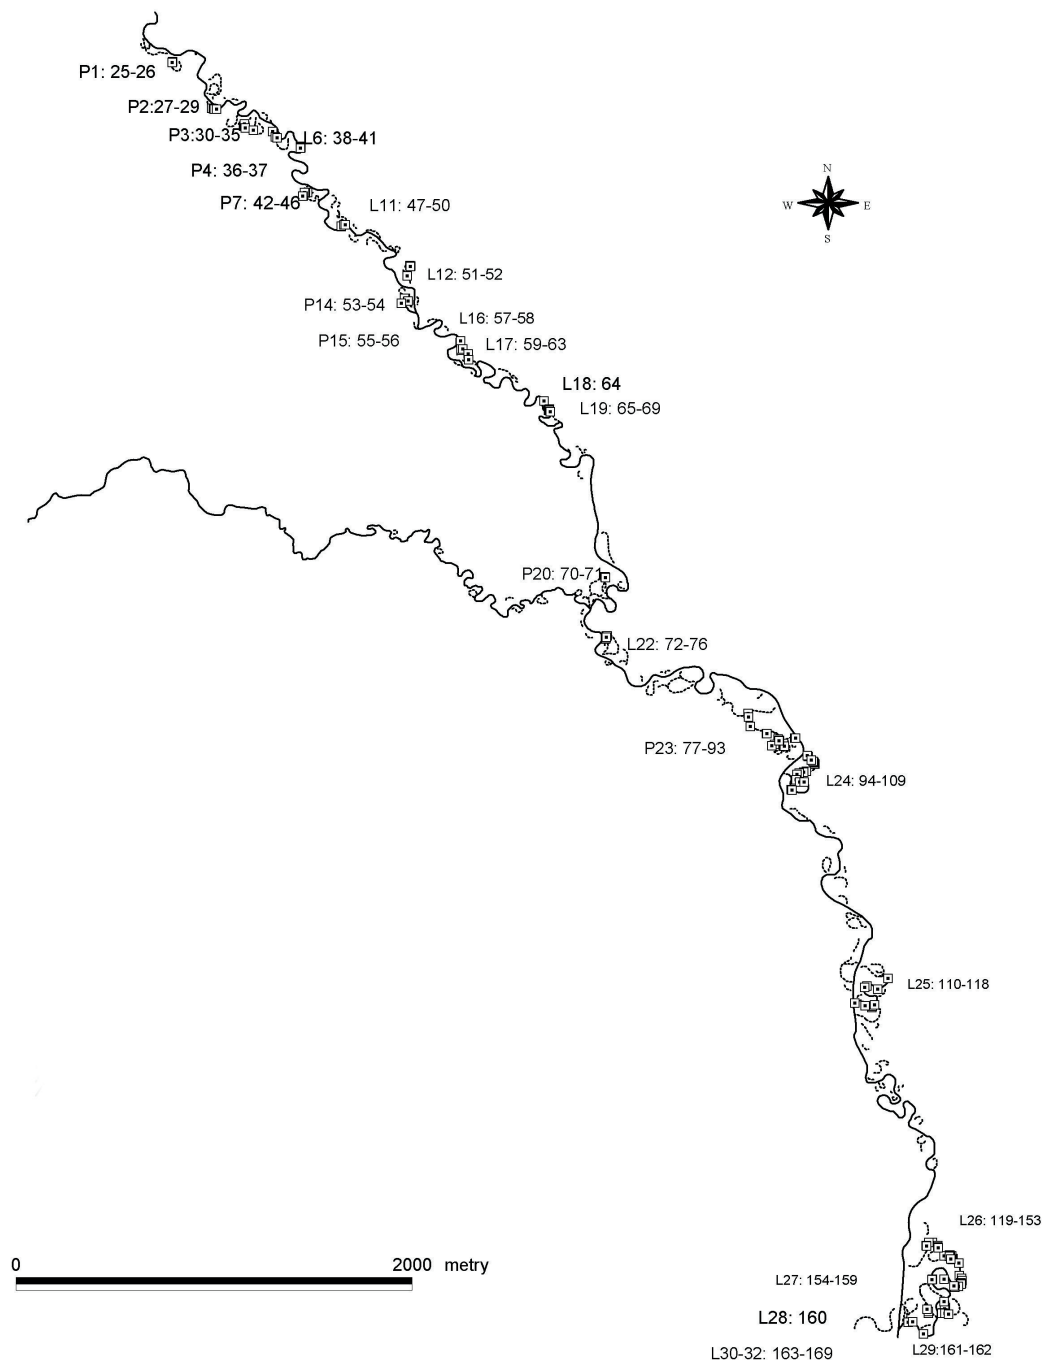 P1: 25-26
P2:27-29
P3:30-35
L6: 38-41
P4: 36-37
N
W E
S
P7: 42-46
L11: 47-50
L12: 51-52
P14: 53-54
L16: 57-58
P15: 55-56
L17: 59-63
L18: 64
L19: 65-69
P20: 70-71
L22: 72-76
P23: 77-93
L24: 94-109
L25: 110-118
L26: 119-153
0 2000 metry
L27: 154-159
L28: 160
L30-32: 163-169
L29:161-162